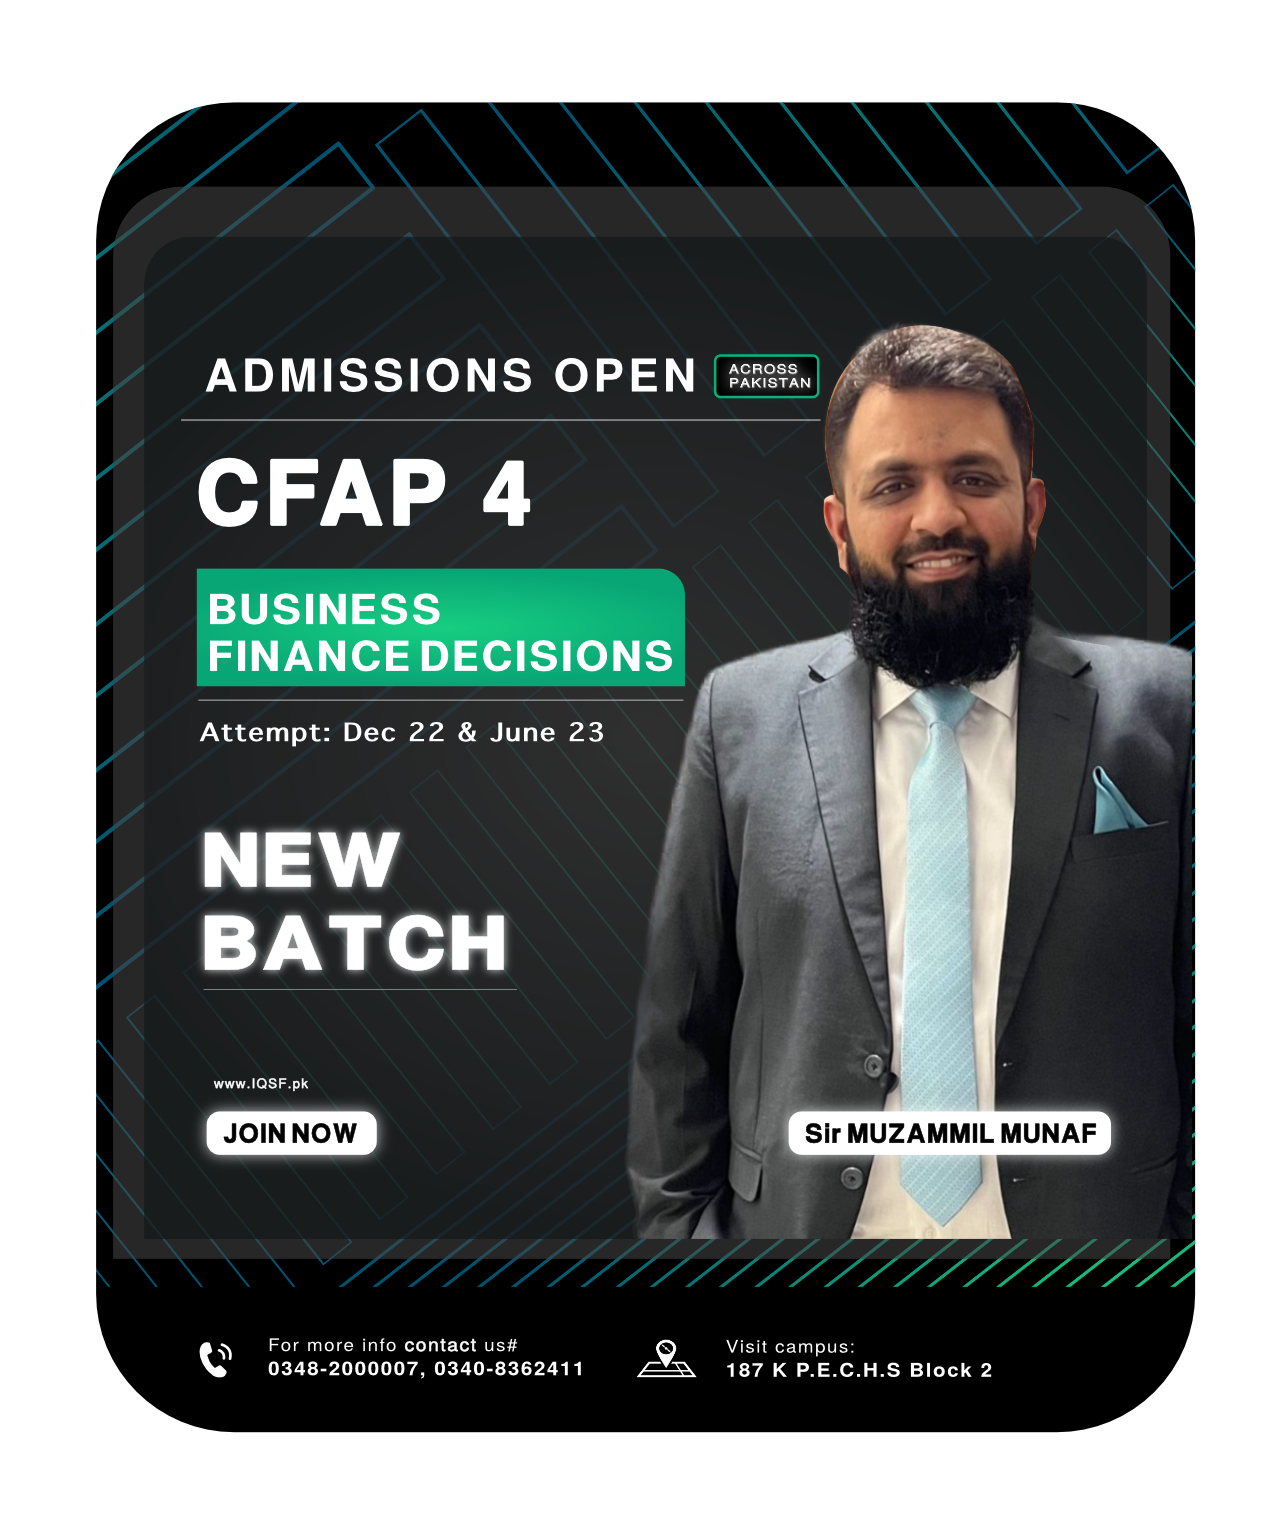 ADMISSIONS OPEN
ACROSS
PAKISTAN
CFAP 4
BUSINESS
FINANCE DECISIONS
Attempt: Dec 22 & June 23
NEW
BATCH
www.IQSF.pk
JOIN NOW
Sir MUZAMMIL MUNAF
For more info contact us#
0348-2000007, 0340-8362411
Visit campus:
187 K P.E.C.H.S Block 2